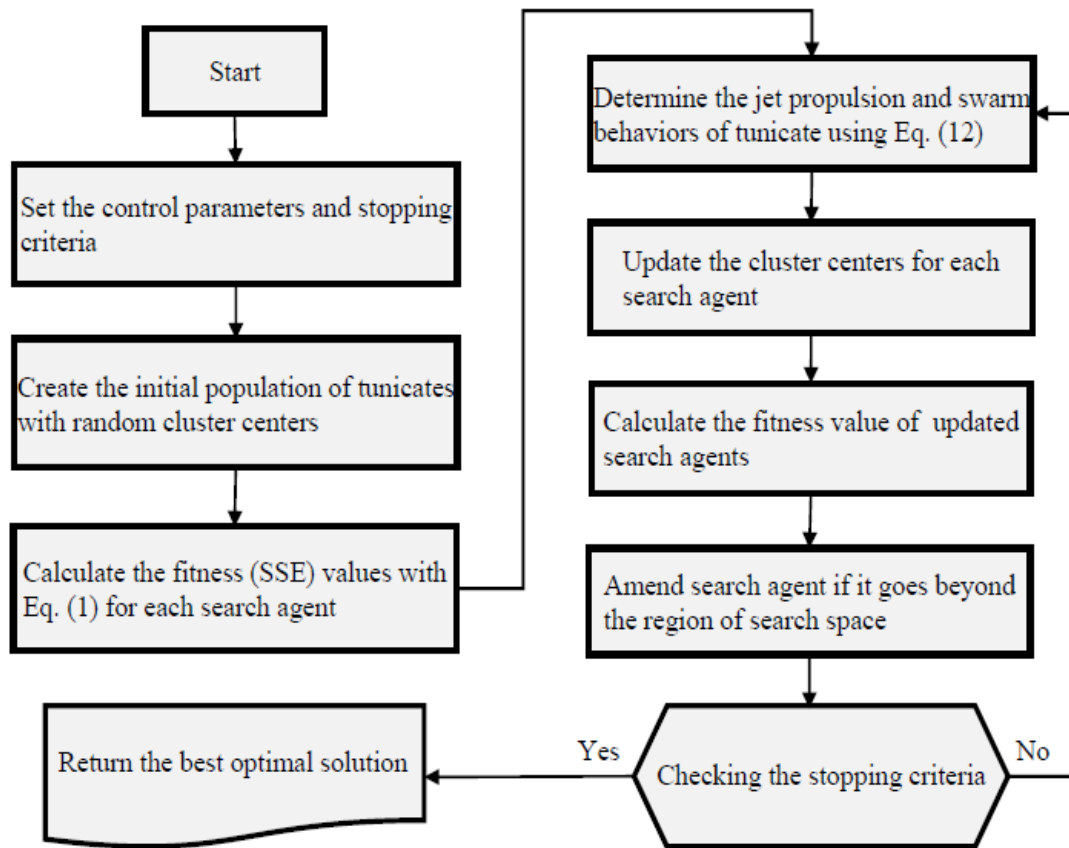 Start
Set the control parameters and stopping
criteria
Create the initial population of tunicates
with random cluster centers
Calculate the fitness (SSE) values with
Eq. (1) for each search agent
Determine the jet propulsion and swarm
behaviors of tunicate using Eq. (12)
Update the cluster centers for each
search agent
Calculate the fitness value of updated
search agents
Amend search agent if it goes beyond
the region of search space
Checking the stopping criteria
Yes
No
Return the best optimal solution